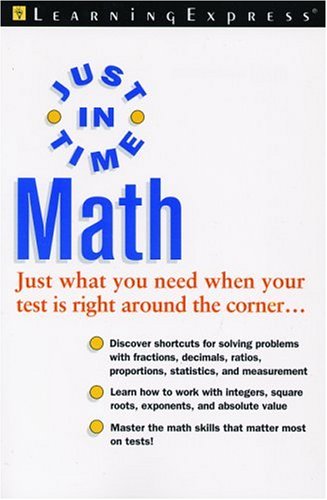 LEARNINGEXPRESS®
JUST
IN
TIME
Math
Just what you need when your
test is right around the corner...
Discover shortcuts for solving problems
with fractions, decimals, ratios,
proportions, statistics, and measurement
Learn how to work with integers, square
roots, exponents, and absolute value
Master the math skills that matter most
on tests!